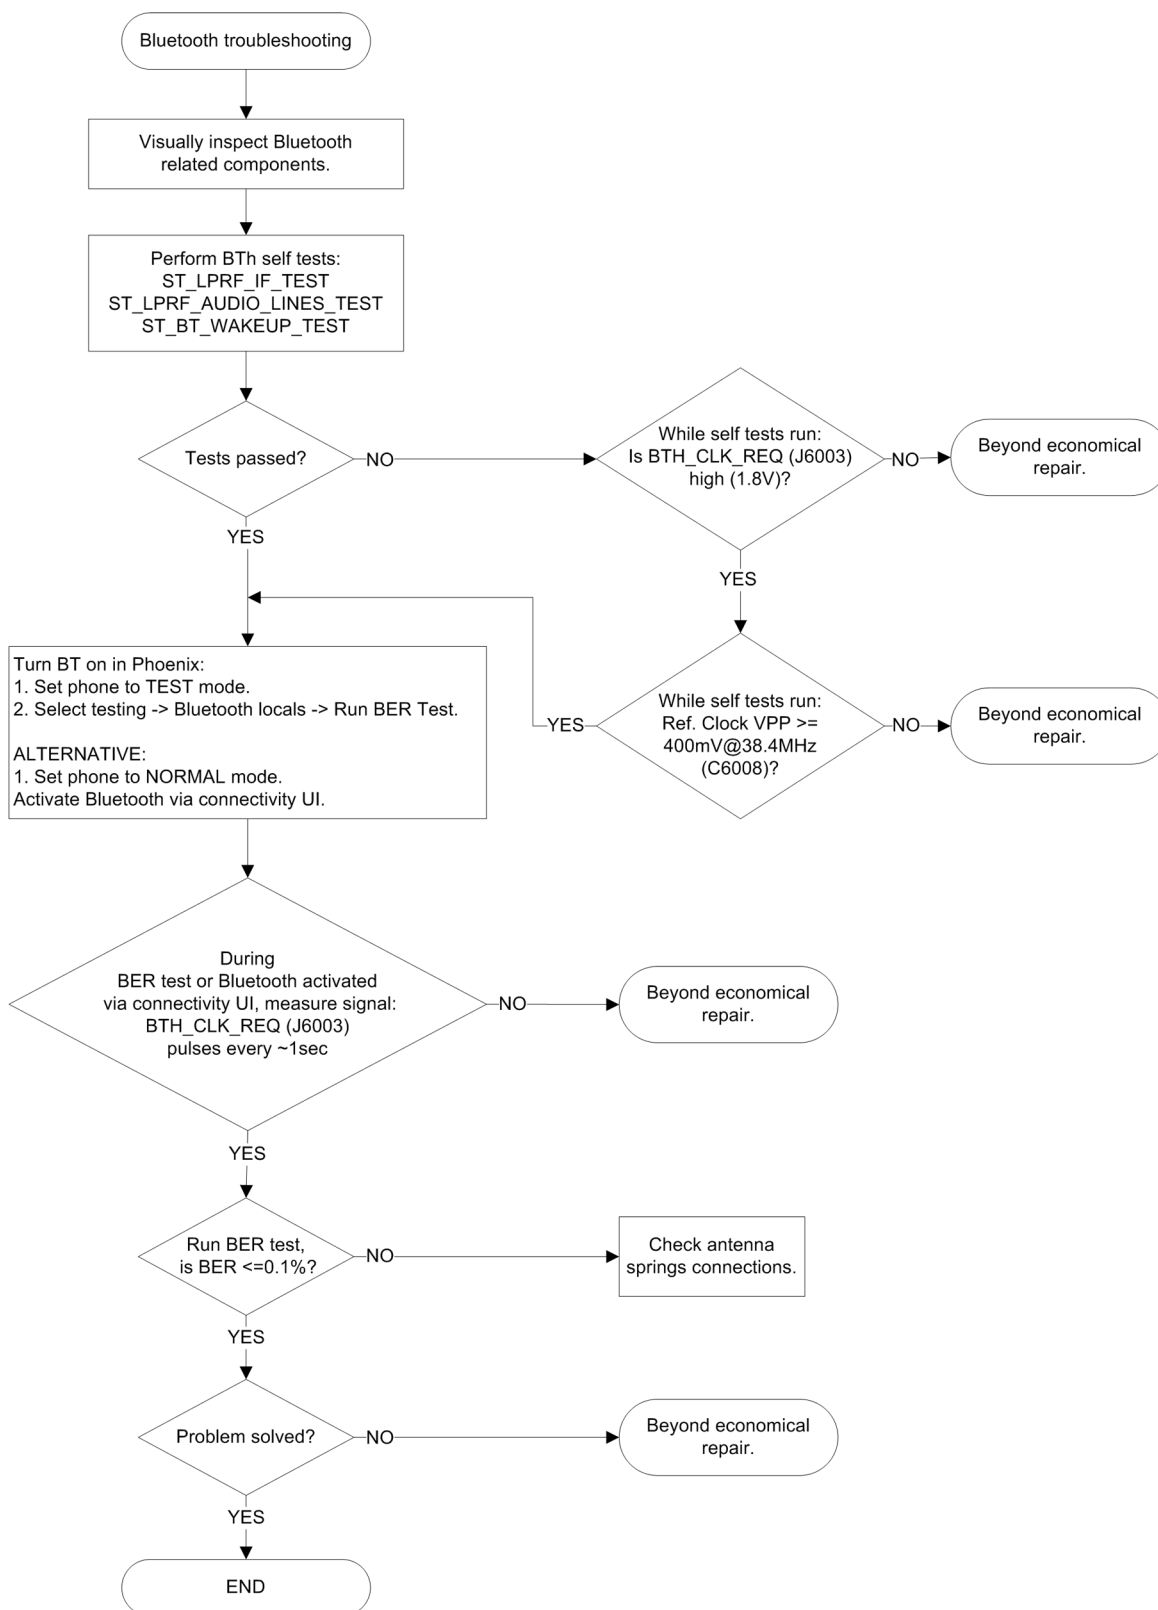 Bluetooth troubleshooting
Visually inspect Bluetooth
related components.
Perform BTh self tests:
ST_LPRF_IF_TEST
ST_LPRF_AUDIO_LINES_TEST
ST_BT_WAKEUP_TEST
Tests passed?
NO
While self tests run:
Is BTH_CLK_REQ (J6003)
high (1.8V)?
NO
Beyond economical
repair.
YES
YES
Turn BT on in Phoenix:
1. Set phone to TEST mode.
2. Select testing -> Bluetooth locals -> Run BER Test.
ALTERNATIVE:
1. Set phone to NORMAL mode.
Activate Bluetooth via connectivity UI.
YES
While self tests run:
Ref. Clock VPP >=
400mV@38.4MHz
(C6008)?
NO
Beyond economical
repair.
During
BER test or Bluetooth activated
via connectivity UI, measure signal:
BTH_CLK_REQ (J6003)
pulses every ~1sec
NO
Beyond economical
repair.
YES
Run BER test,
is BER <=0.1%?
NO
Check antenna
springs connections.
YES
Problem solved?
NO
Beyond economical
repair.
YES
END